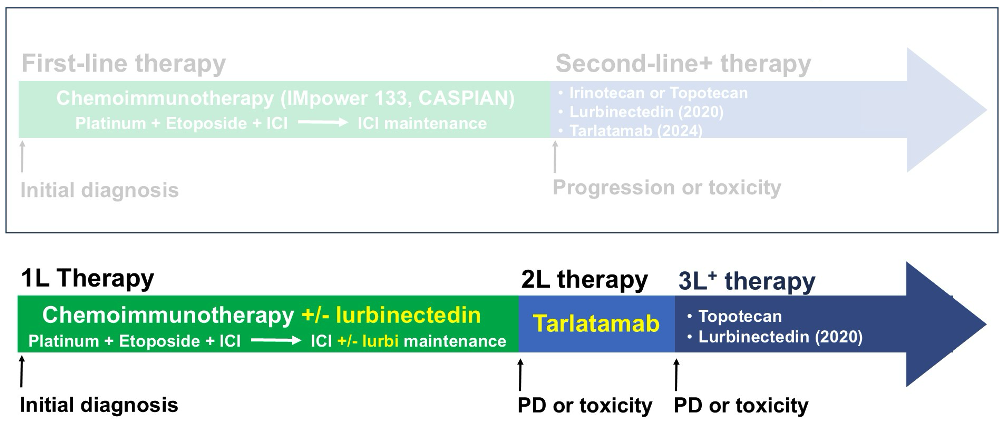 First-line therapy
Second-line+ therapy
Chemoimmunotherapy (IMpower 133, CASPIAN)
Platinum + Etoposide + ICI ⟶ ICI maintenance
• Irinotecan or Topotecan
• Lurbinectedin (2020)
• Tarlatamab (2024)
Initial diagnosis
Progression or toxicity
1L Therapy
2L therapy
3L⁺ therapy
Chemoimmunotherapy +/- lurbinectedin
Platinum + Etoposide + ICI ⟶ ICI +/- lurbi maintenance
Tarlatamab
• Topotecan
• Lurbinectedin (2020)
Initial diagnosis
PD or toxicity
PD or toxicity